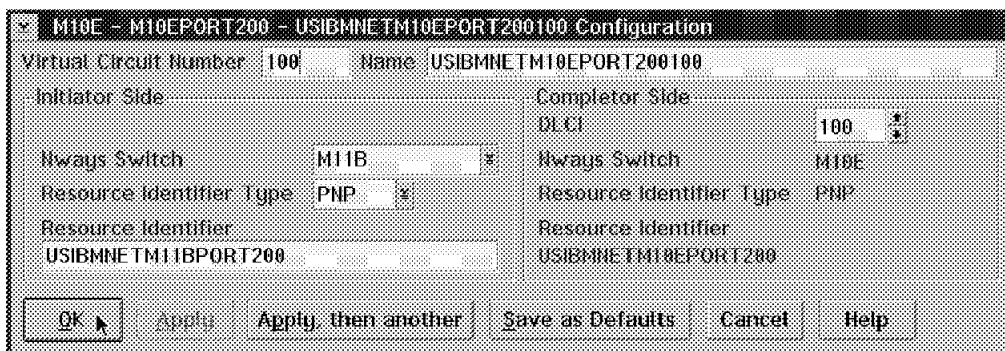 M10E - M10EPORT200 - USIBMNETM10EPORT200100 Configuration
Virtual Circuit Number 100 Name USIBMNETM10EPORT200100
Initiator Side Completor Side
DLCI 100
Nways Switch M11B Nways Switch M10E
Resource Identifier Type PNP Resource Identifier Type PNP
Resource Identifier Resource Identifier
USIBMNETM11BPORT200 USIBMNETM10EPORT200
Ok Apply Apply, then another Save as Defaults Cancel Help